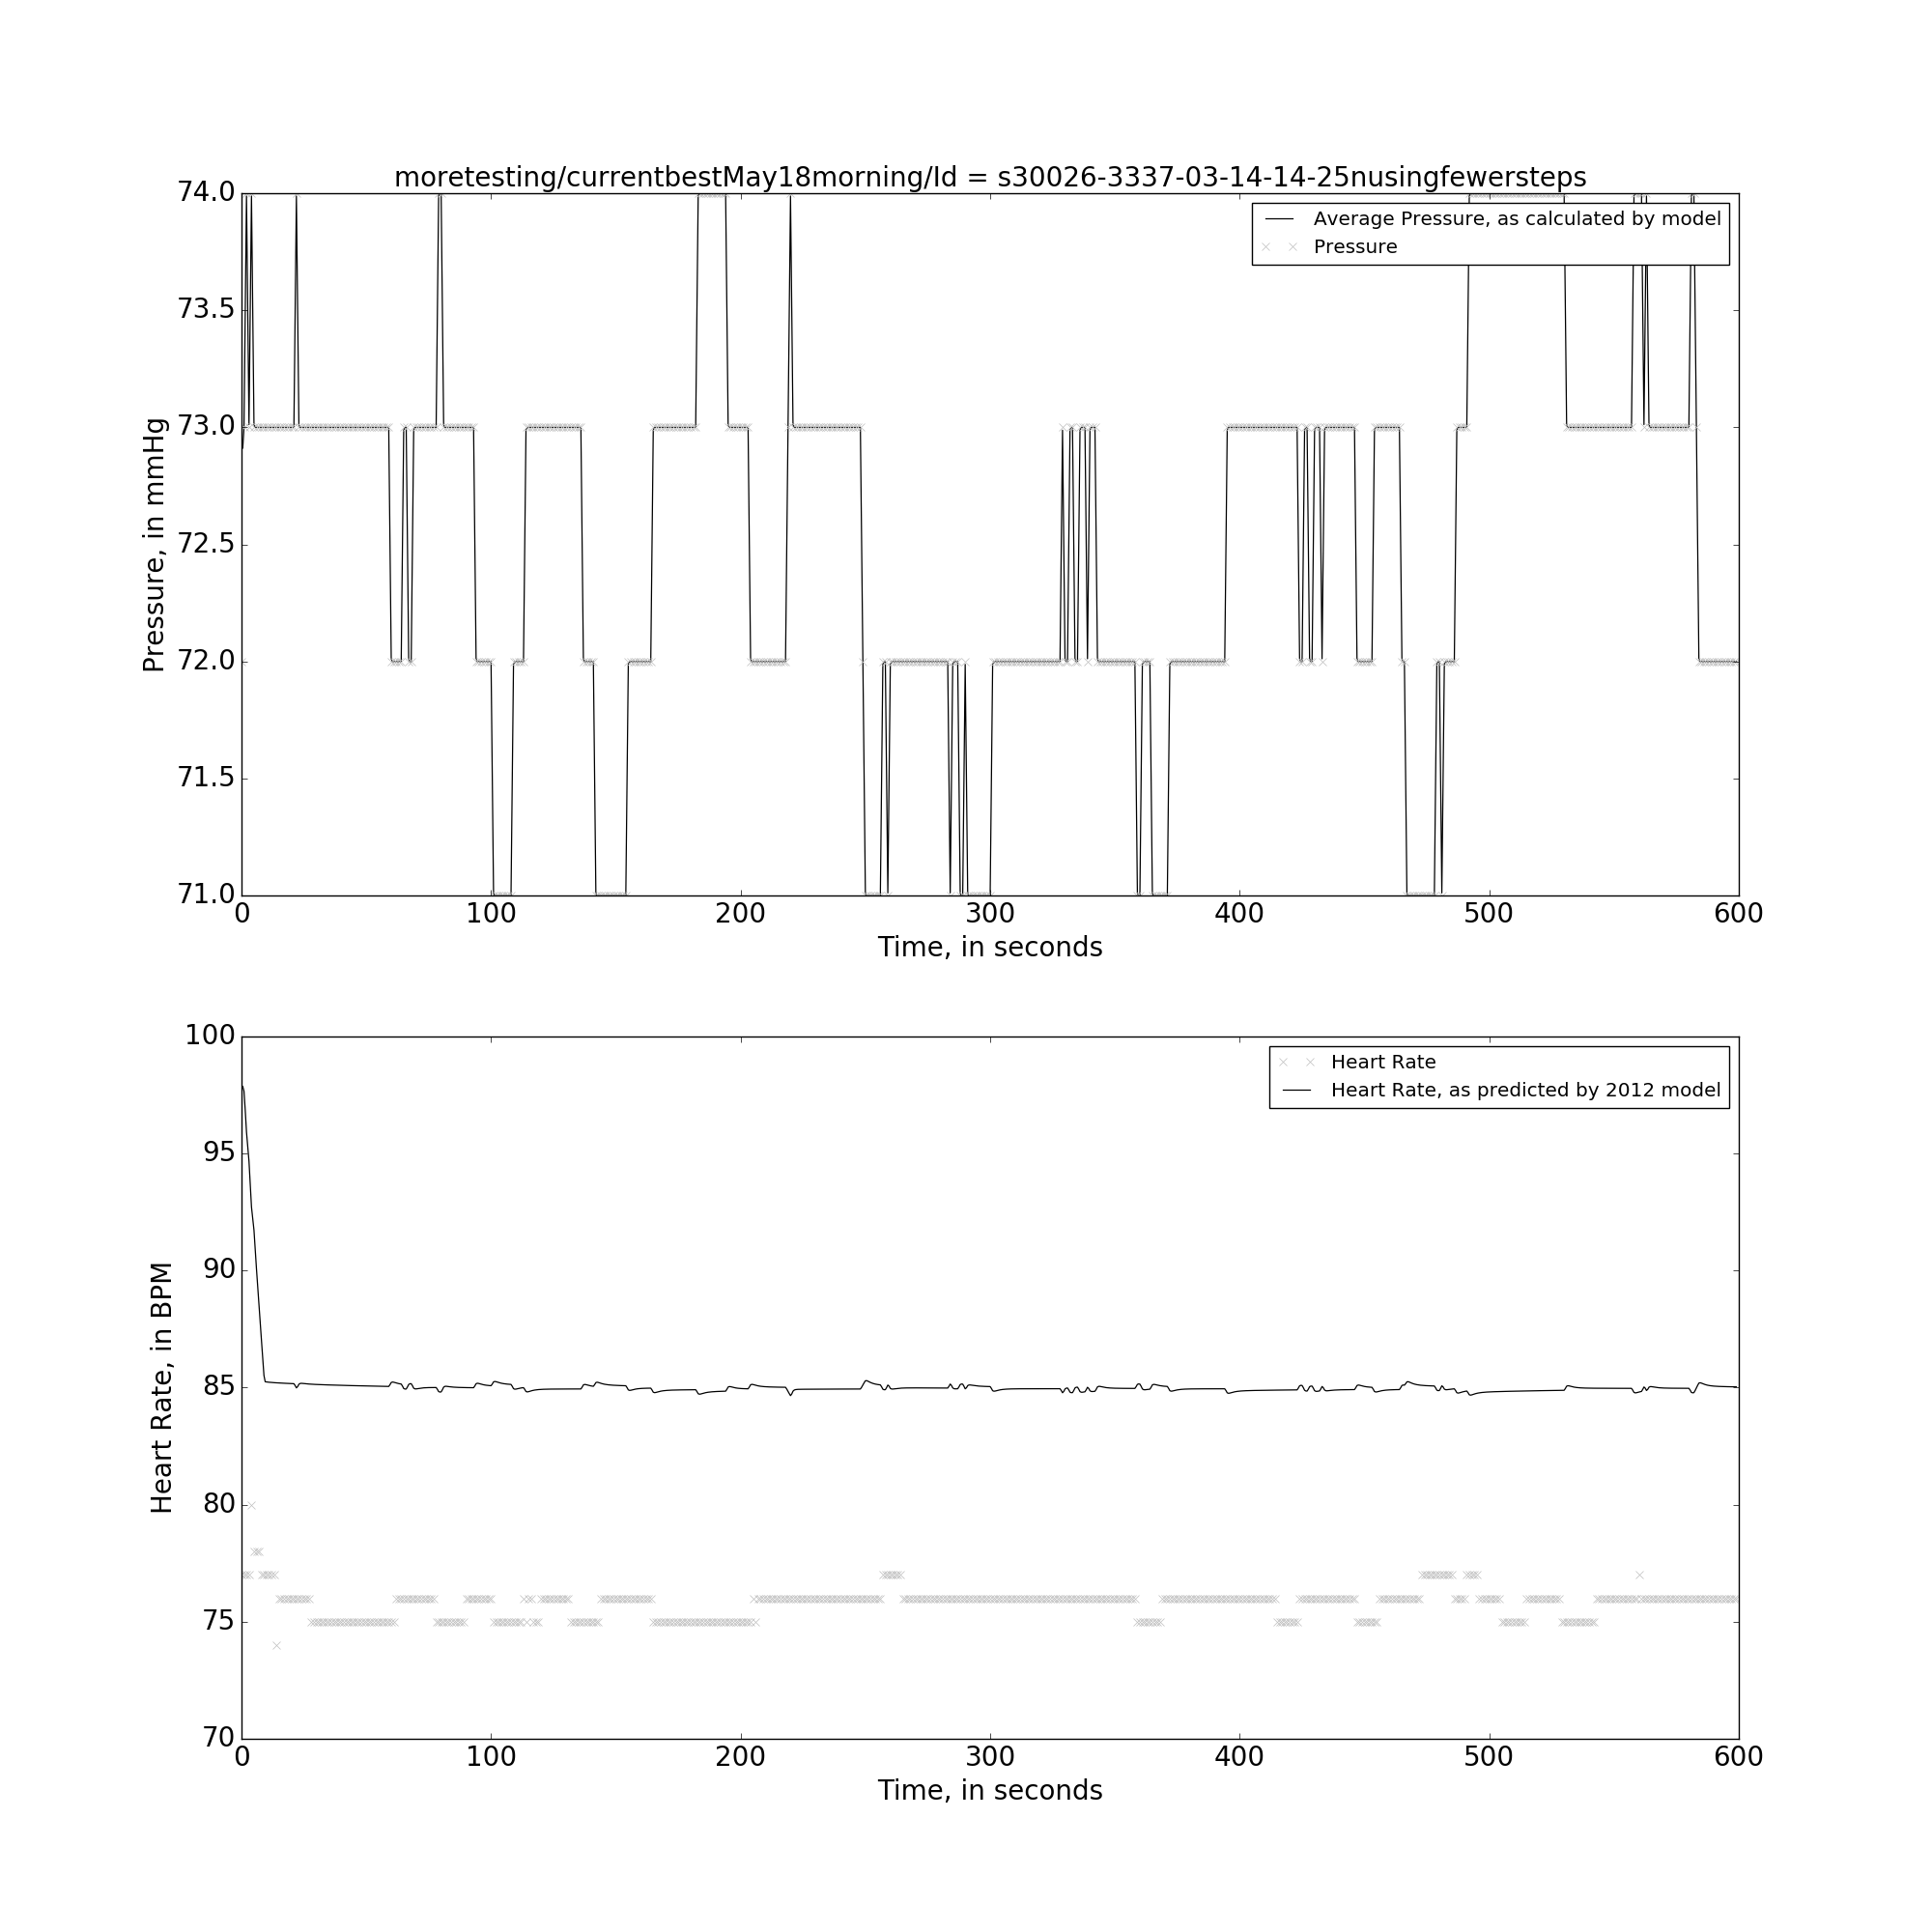 moretesting/currentbestMay18morning/Id = s30026-3337-03-14-14-25nusingfewersteps
74.0
73.5
73.0
72.5
72.0
71.5
71.0
Pressure, in mmHg
Average Pressure, as calculated by model
Pressure
0 100 200 300 400 500 600
Time, in seconds
100
95
90
85
80
75
70
Heart Rate, in BPM
Heart Rate
Heart Rate, as predicted by 2012 model
0 100 200 300 400 500 600
Time, in seconds